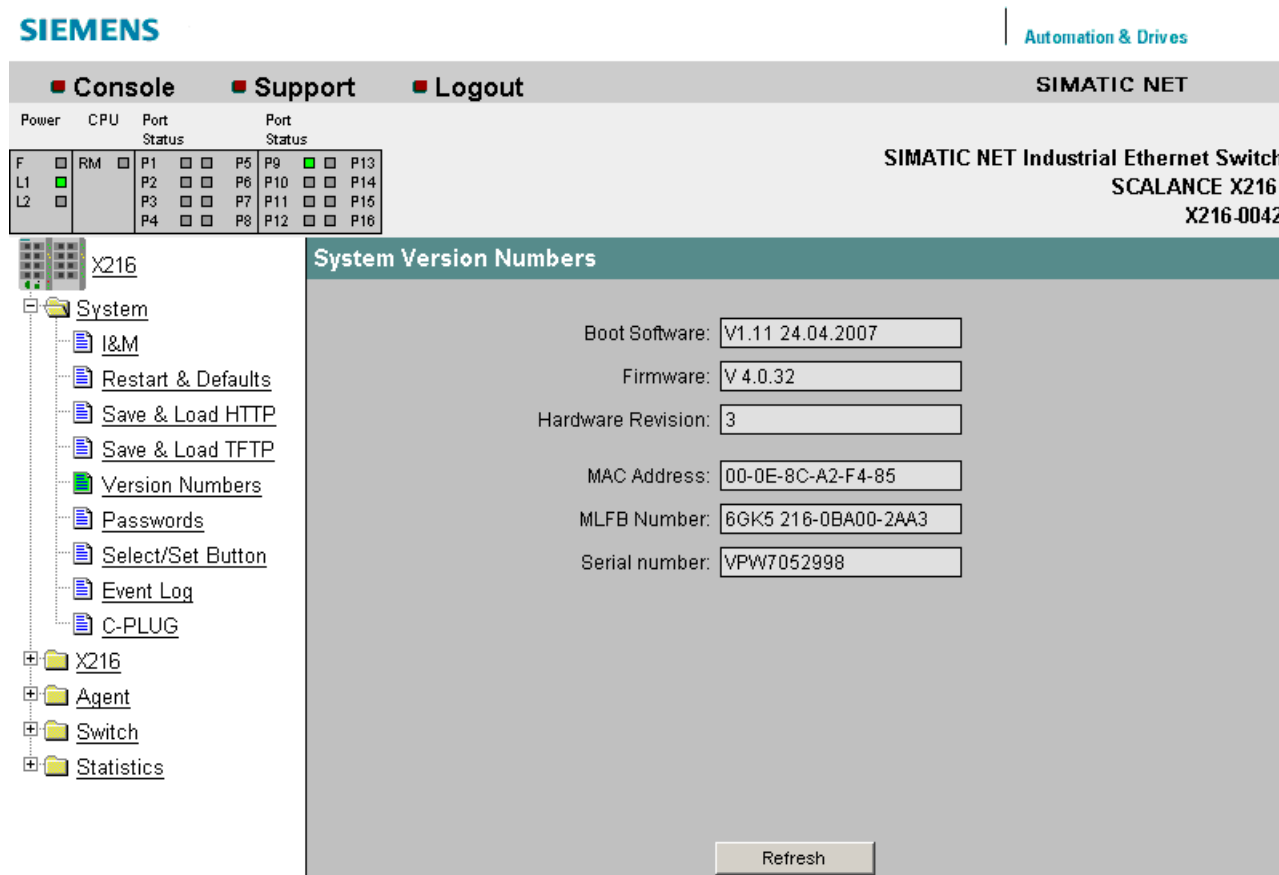 SIEMENS
Automation & Drives
Console Support Logout SIMATIC NET
Power CPU Port Status Port Status
F RM P1 P5 P9 P13
L1 P2 P6 P10 P14
L2 P3 P7 P11 P15
P4 P8 P12 P16
SIMATIC NET Industrial Ethernet Switch
SCALANCE X216
X216-0042
X216
System
I&M
Restart & Defaults
Save & Load HTTP
Save & Load TFTP
Version Numbers
Passwords
Select/Set Button
Event Log
C-PLUG
X216
Agent
Switch
Statistics
System Version Numbers
Boot Software: V1.11 24.04.2007
Firmware: V 4.0.32
Hardware Revision: 3
MAC Address: 00-0E-8C-A2-F4-85
MLFB Number: 6GK5 216-0BA00-2AA3
Serial number: VPW7052998
Refresh